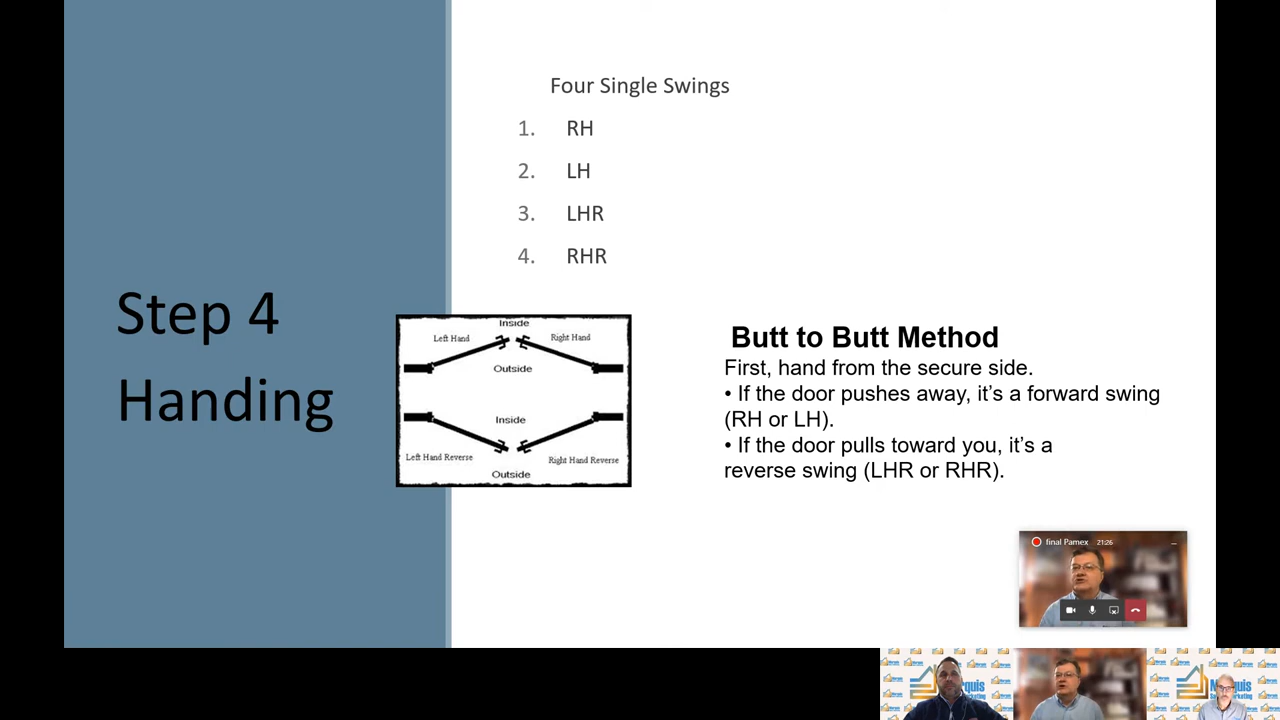 Four Single Swings
1. RH
2. LH
3. LHR
4. RHR
Step 4
Handing
Inside
Left Hand
Right Hand
Outside
Inside
Left Hand Reverse
Right Hand Reverse
Outside
Butt to Butt Method
First, hand from the secure side.
• If the door pushes away, it’s a forward swing
(RH or LH).
• If the door pulls toward you, it’s a
reverse swing (LHR or RHR).
final Pamex 21:26